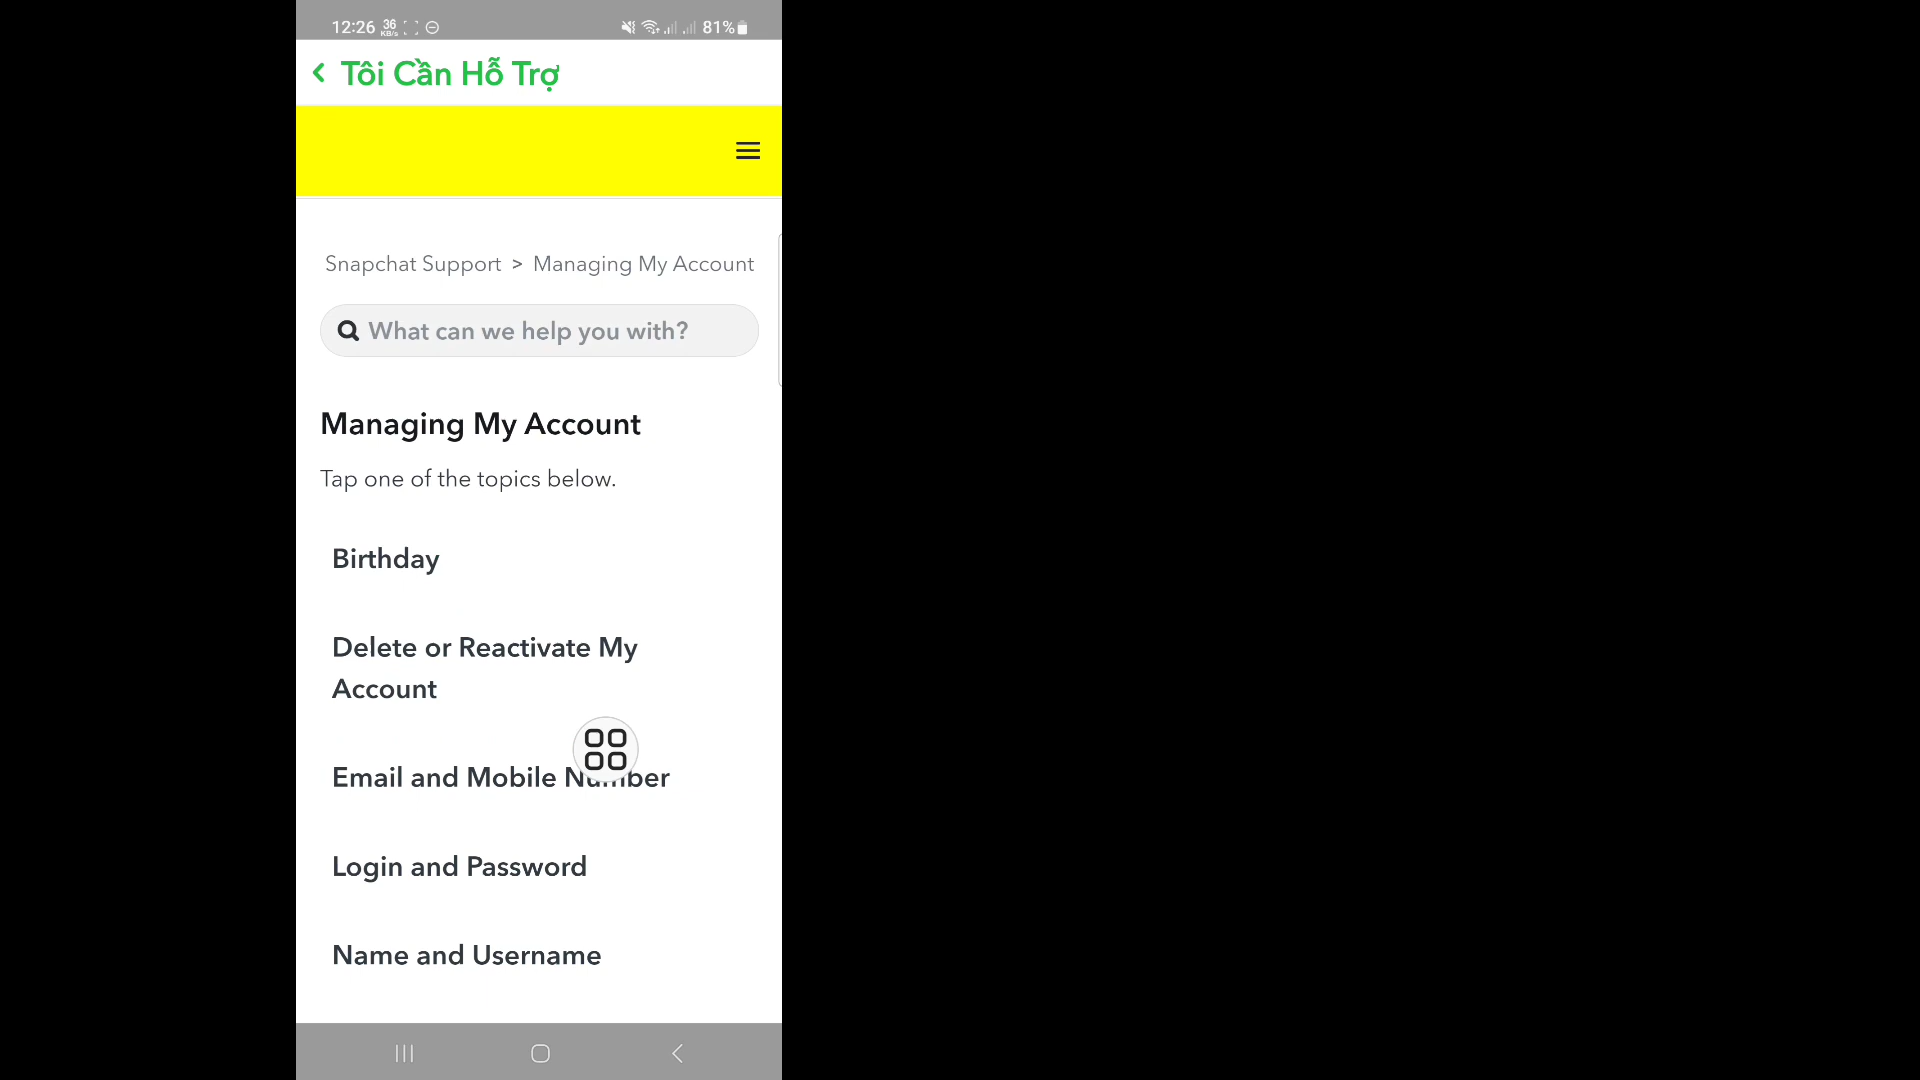 12:26 36 KB/s 81%
Tôi Cần Hỗ Trợ
Snapchat Support > Managing My Account
What can we help you with?
Managing My Account
Tap one of the topics below.
Birthday
Delete or Reactivate My
Account
Email and Mobile Number
Login and Password
Name and Username